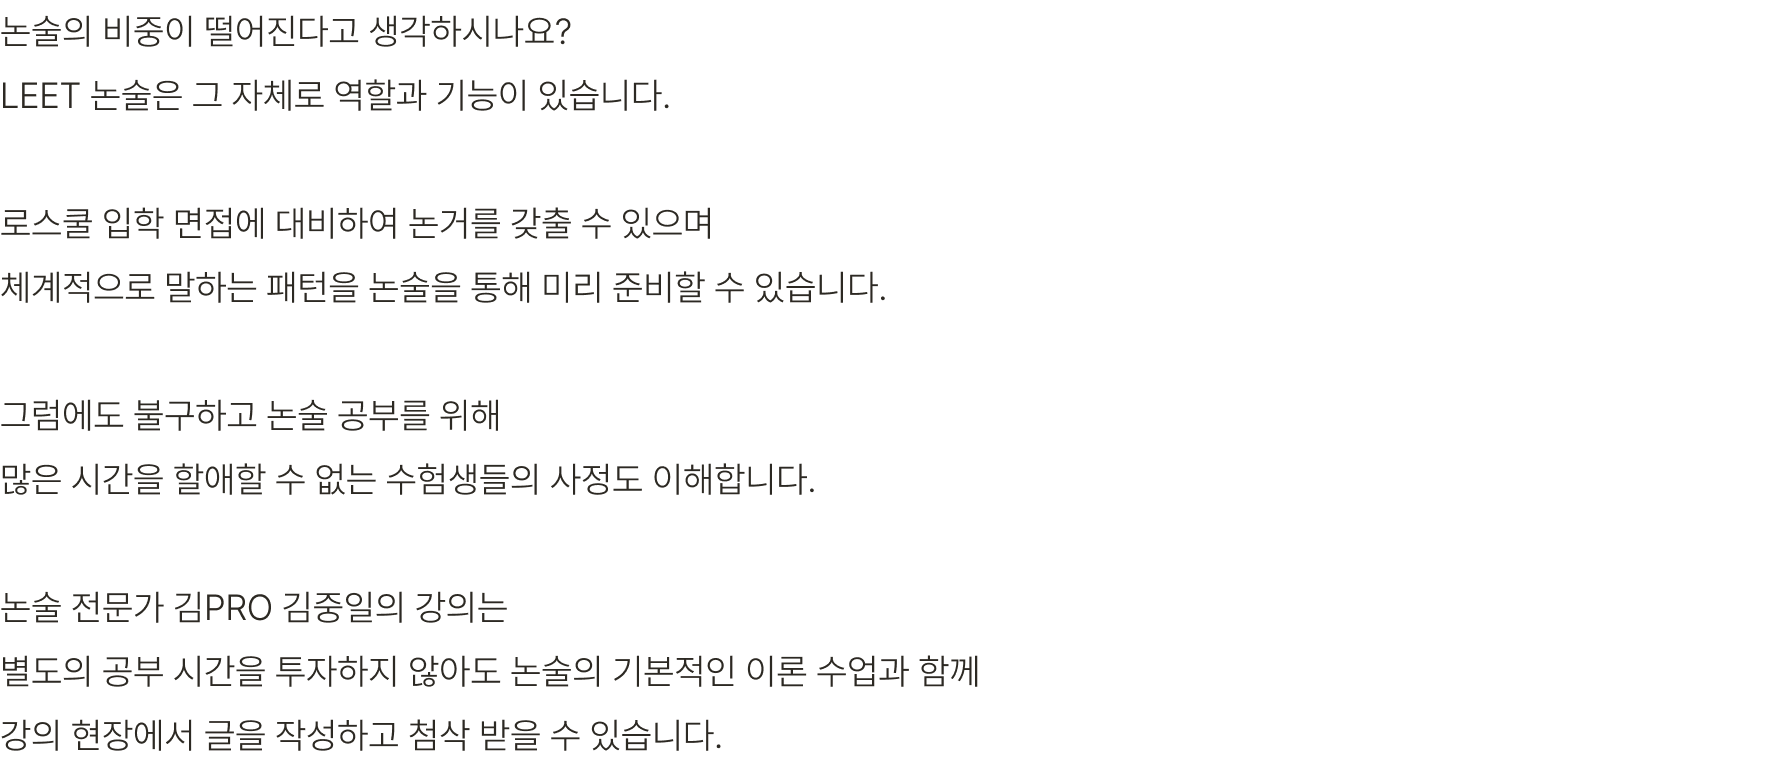 논술의 비중이 떨어진다고 생각하시나요?
LEET 논술은 그 자체로 역할과 기능이 있습니다.
로스쿨 입학 면접에 대비하여 논거를 갖출 수 있으며
체계적으로 말하는 패턴을 논술을 통해 미리 준비할 수 있습니다.
그럼에도 불구하고 논술 공부를 위해
많은 시간을 할애할 수 없는 수험생들의 사정도 이해합니다.
논술 전문가 김PRO 김중일의 강의는
별도의 공부 시간을 투자하지 않아도 논술의 기본적인 이론 수업과 함께
강의 현장에서 글을 작성하고 첨삭 받을 수 있습니다.